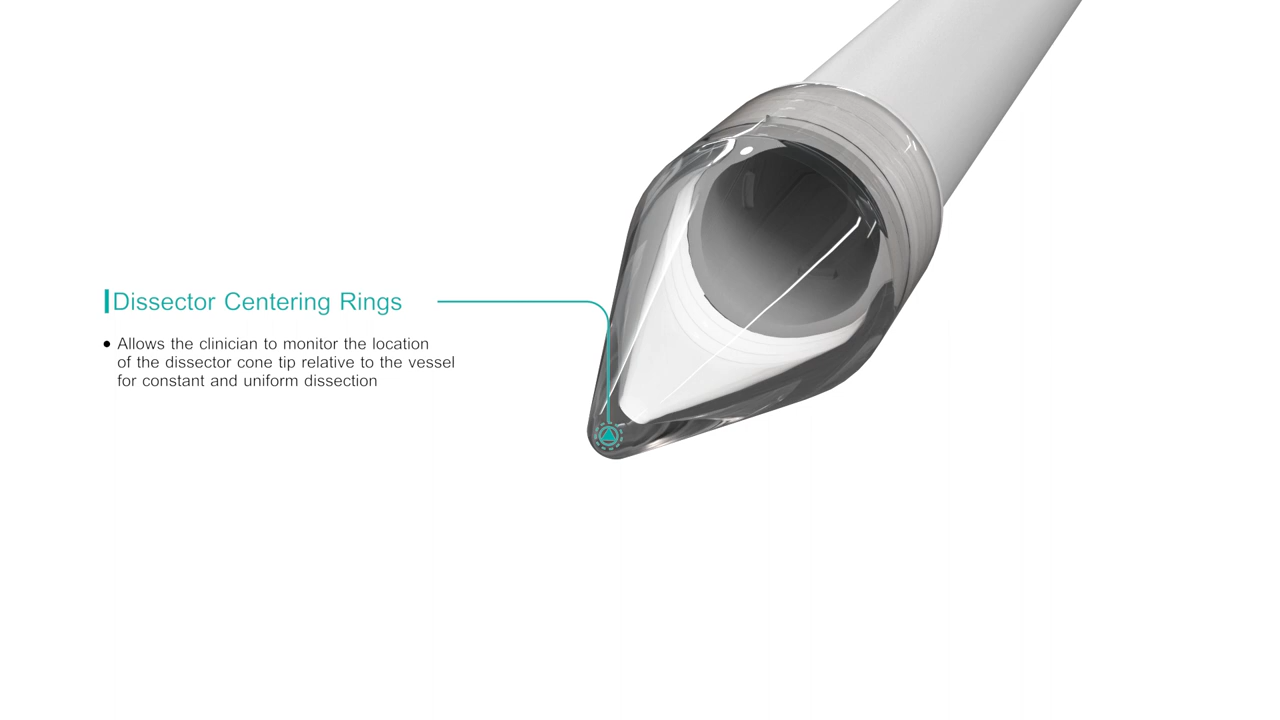 Dissector Centering Rings
• Allows the clinician to monitor the location
of the dissector cone tip relative to the vessel
for constant and uniform dissection